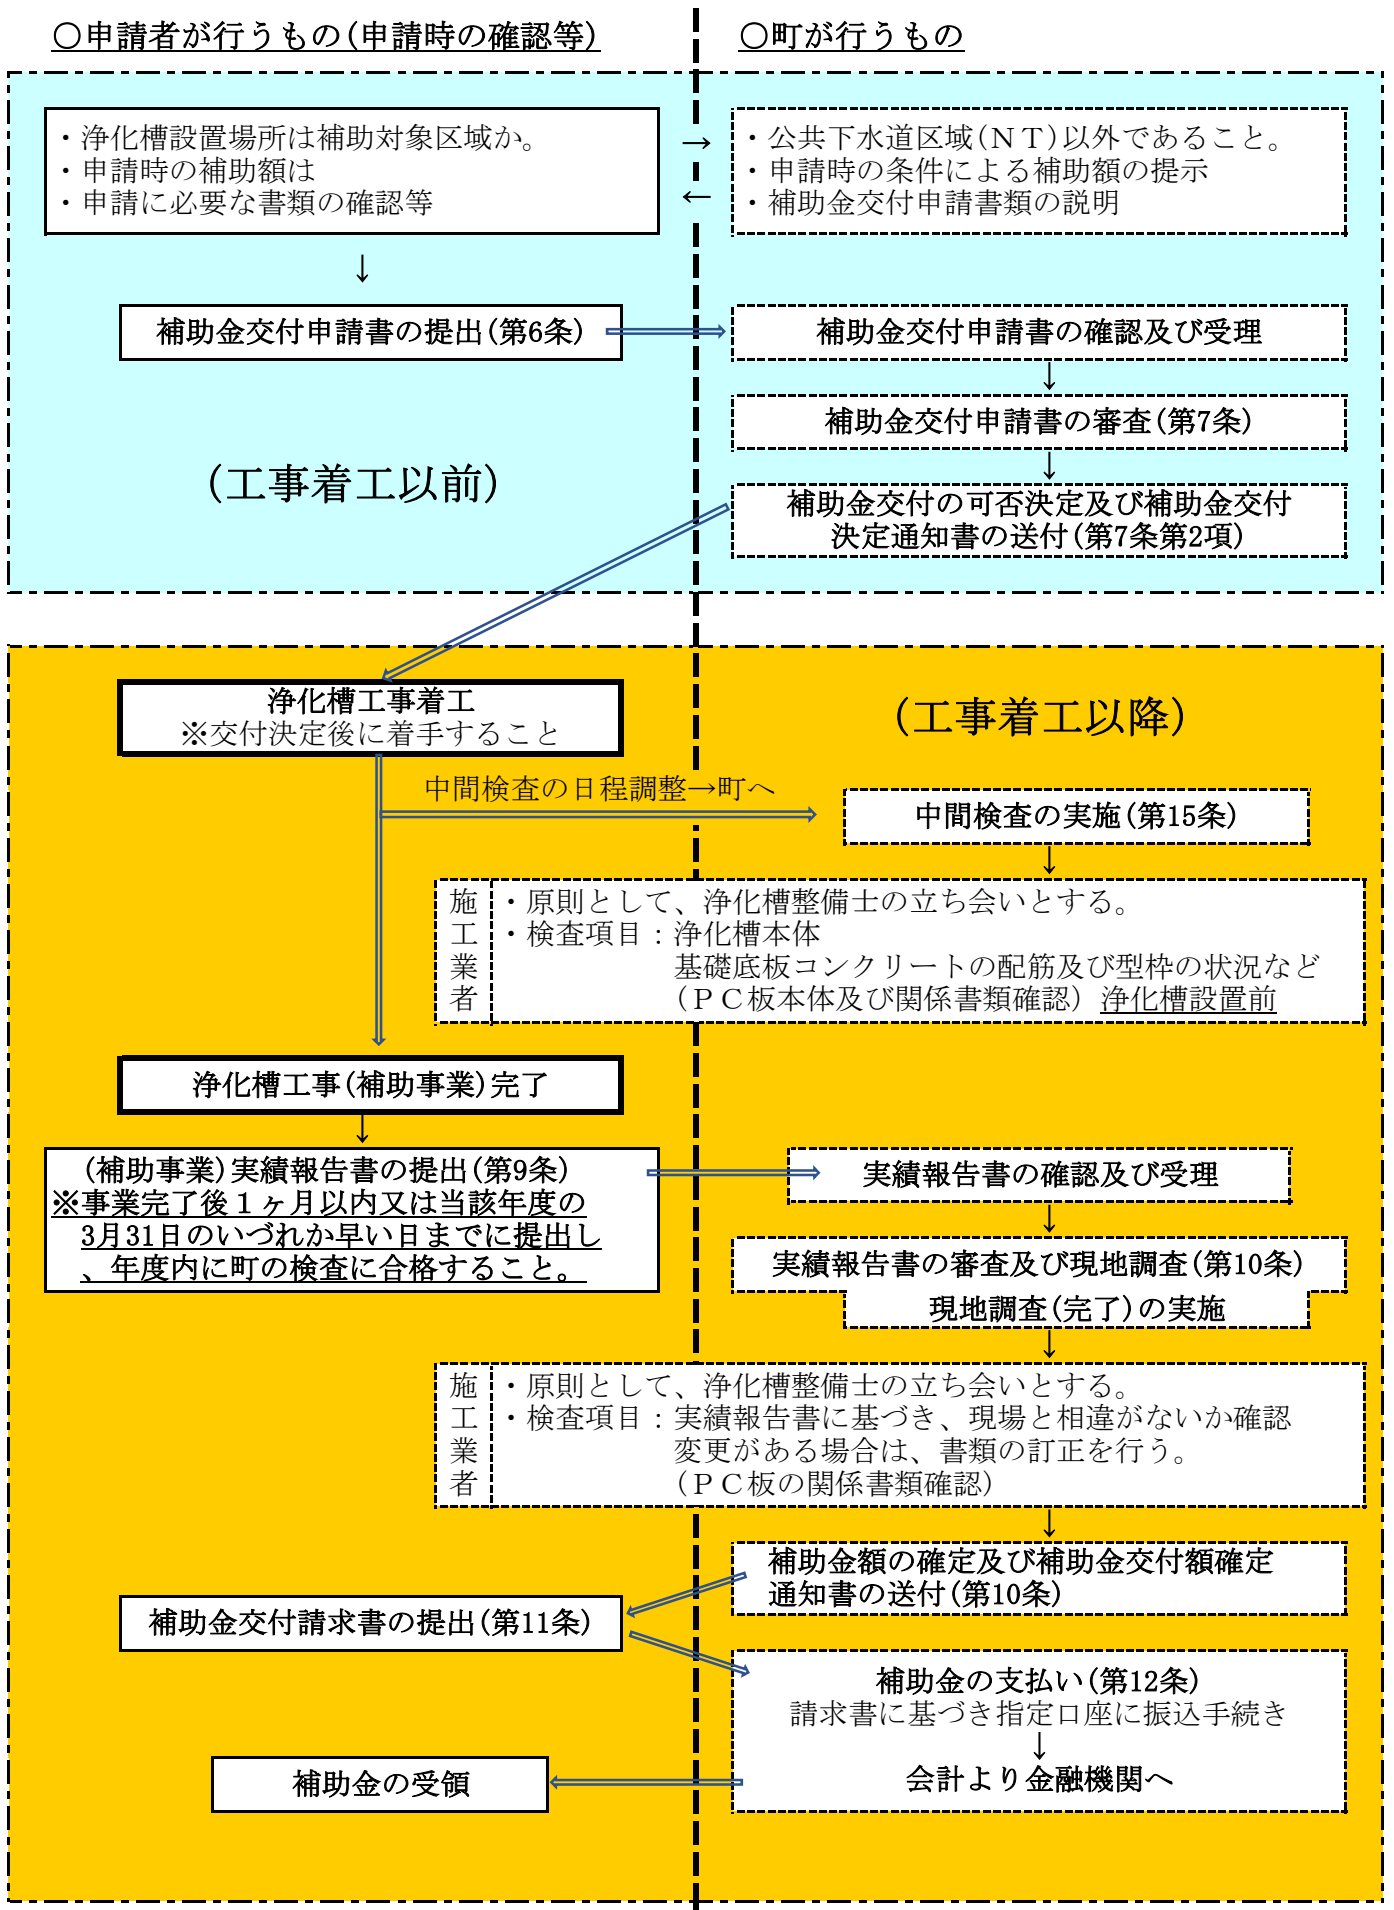 ○申請者が行うもの(申請時の確認等)
○町が行うもの
・浄化槽設置場所は補助対象区域か。
・申請時の補助額は
・申請に必要な書類の確認等
→
←
・公共下水道区域(ＮＴ)以外であること。
・申請時の条件による補助額の提示
・補助金交付申請書類の説明
↓
補助金交付申請書の提出(第6条)
補助金交付申請書の確認及び受理
↓
補助金交付申請書の審査(第7条)
↓
(工事着工以前)
補助金交付の可否決定及び補助金交付
決定通知書の送付(第7条第2項)
浄化槽工事着工
※交付決定後に着手すること
(工事着工以降)
中間検査の日程調整→町へ
中間検査の実施(第15条)
↓
施工業者
・原則として、浄化槽整備士の立ち会いとする。
・検査項目：浄化槽本体
基礎底板コンクリートの配筋及び型枠の状況など
（ＰＣ板本体及び関係書類確認）浄化槽設置前
浄化槽工事(補助事業)完了
↓
(補助事業)実績報告書の提出(第9条)
※事業完了後１ヶ月以内又は当該年度の
3月31日のいづれか早い日までに提出し
、年度内に町の検査に合格すること。
実績報告書の確認及び受理
↓
実績報告書の審査及び現地調査(第10条)
現地調査(完了)の実施
↓
施工業者
・原則として、浄化槽整備士の立ち会いとする。
・検査項目：実績報告書に基づき、現場と相違がないか確認
変更がある場合は、書類の訂正を行う。
（ＰＣ板の関係書類確認）
↓
補助金額の確定及び補助金交付額確定
通知書の送付(第10条)
補助金交付請求書の提出(第11条)
補助金の支払い(第12条)
請求書に基づき指定口座に振込手続き
↓
会計より金融機関へ
補助金の受領